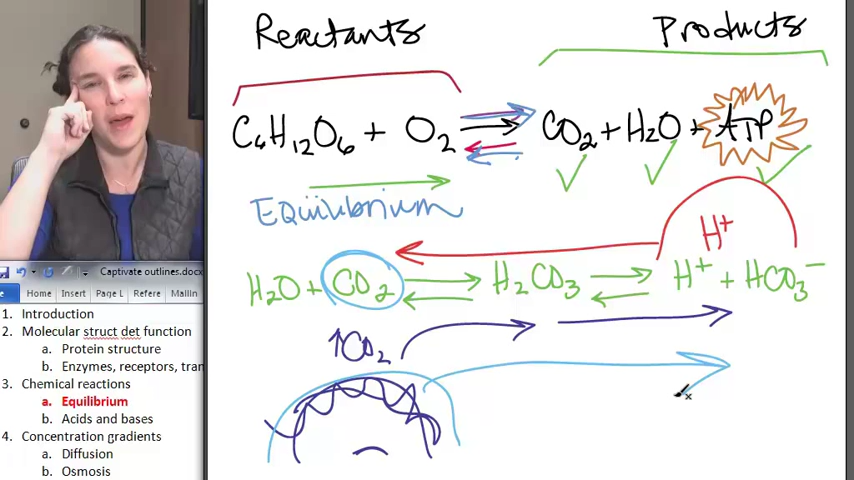 Reactants Products
C6H12O6 + O2 CO2 + H2O + ATP
Equilibrium
H+
H2O + CO2 H2CO3 H+ + HCO3−
↑CO2
Captivate outlines.docx
Home Insert Page L Refere Mailin
1. Introduction
2. Molecular struct det function
a. Protein structure
b. Enzymes, receptors, tran
3. Chemical reactions
a. Equilibrium
b. Acids and bases
4. Concentration gradients
a. Diffusion
b. Osmosis